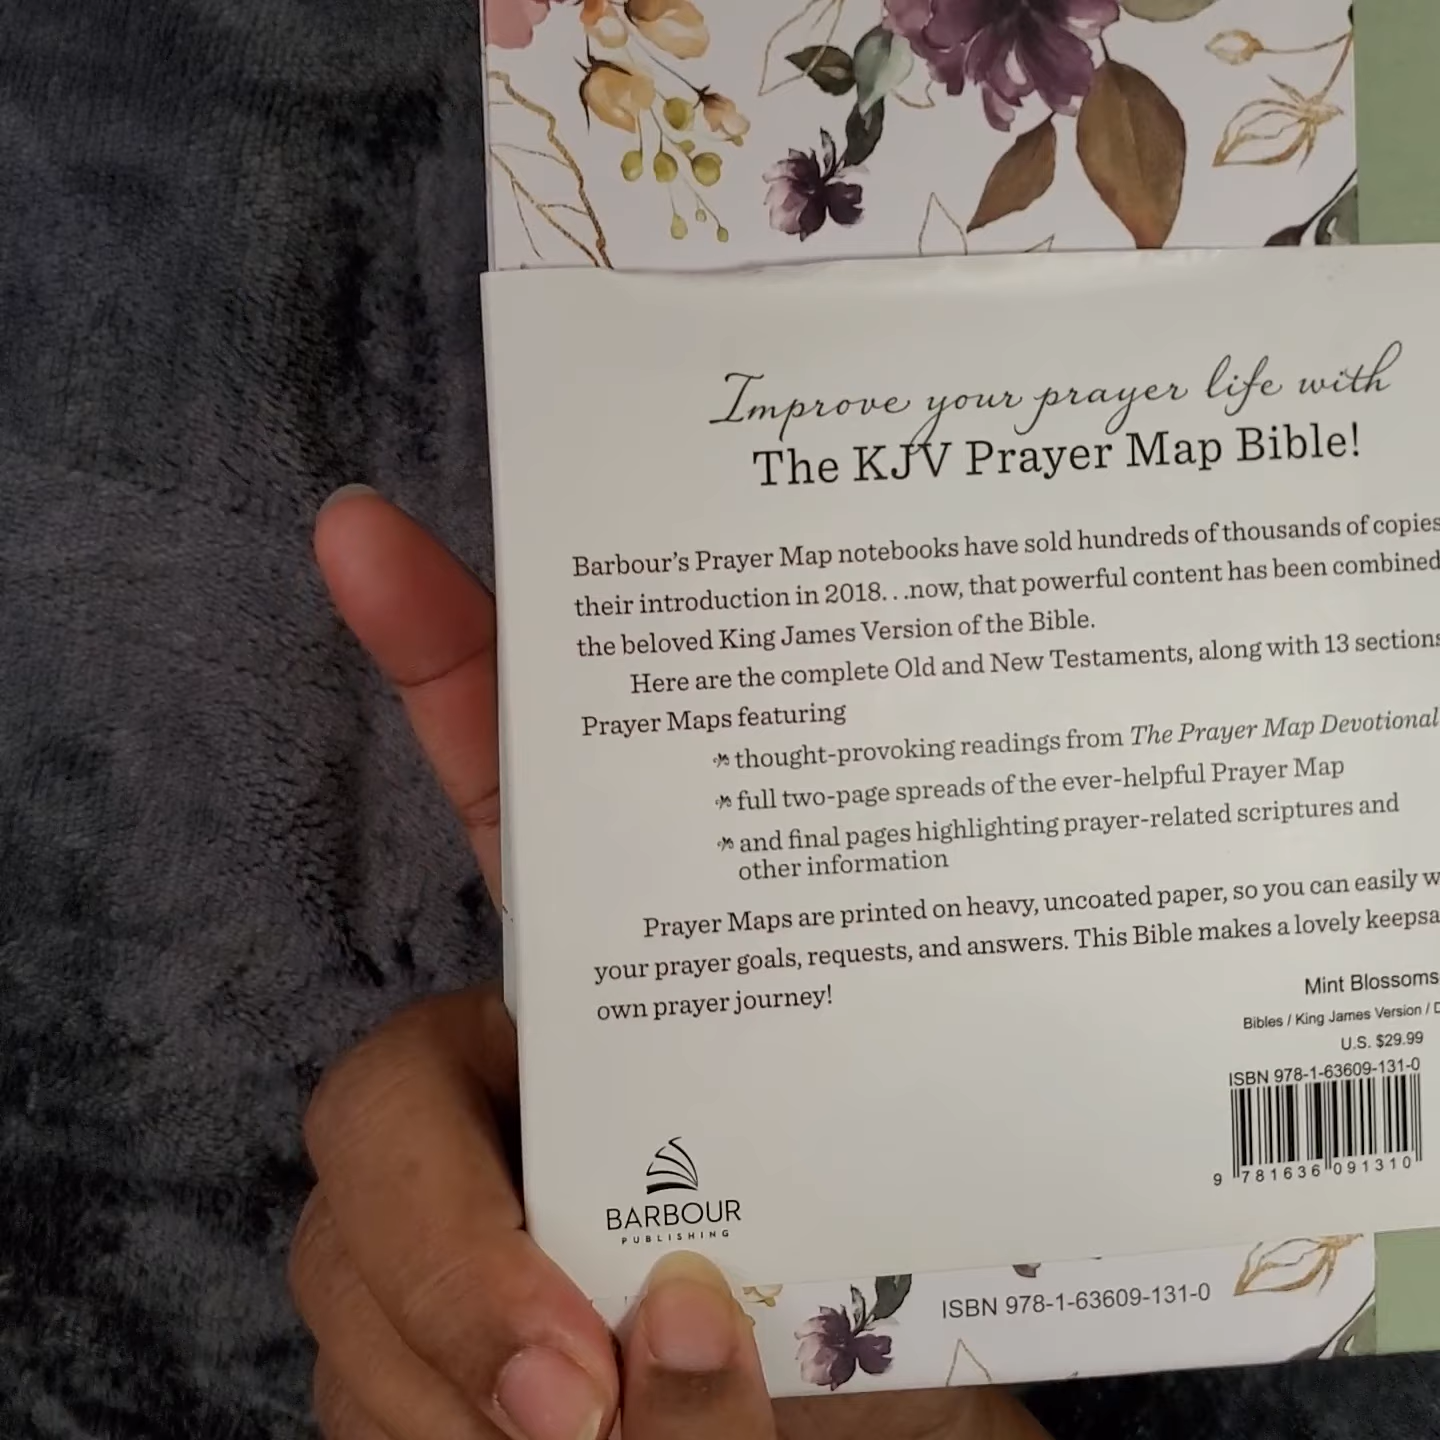 Improve your prayer life with
The KJV Prayer Map Bible!
Barbour's Prayer Map notebooks have sold hundreds of thousands of copies
their introduction in 2018. . .now, that powerful content has been combined
the beloved King James Version of the Bible.
Here are the complete Old and New Testaments, along with 13 sections
Prayer Maps featuring
thought-provoking readings from The Prayer Map Devotional
full two-page spreads of the ever-helpful Prayer Map
and final pages highlighting prayer-related scriptures and
other information
Prayer Maps are printed on heavy, uncoated paper, so you can easily
your prayer goals, requests, and answers. This Bible makes a lovely
own prayer journey!
Mint Blossoms
Bibles / King James Version /
U.S. $29.99
ISBN 978-1-63609-131-0
9 781636 091310
BARBOUR
PUBLISHING
ISBN 978-1-63609-131-0